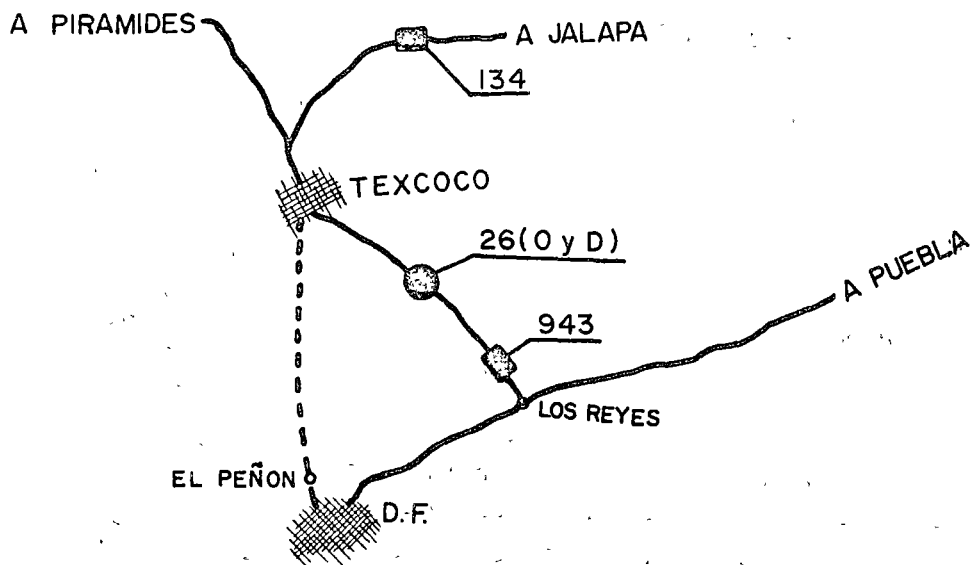 A PIRAMIDES
A JALAPA
134
TEXCOCO
26(O y D)
A PUEBLA
943
LOS REYES
EL PEÑON
D.F.